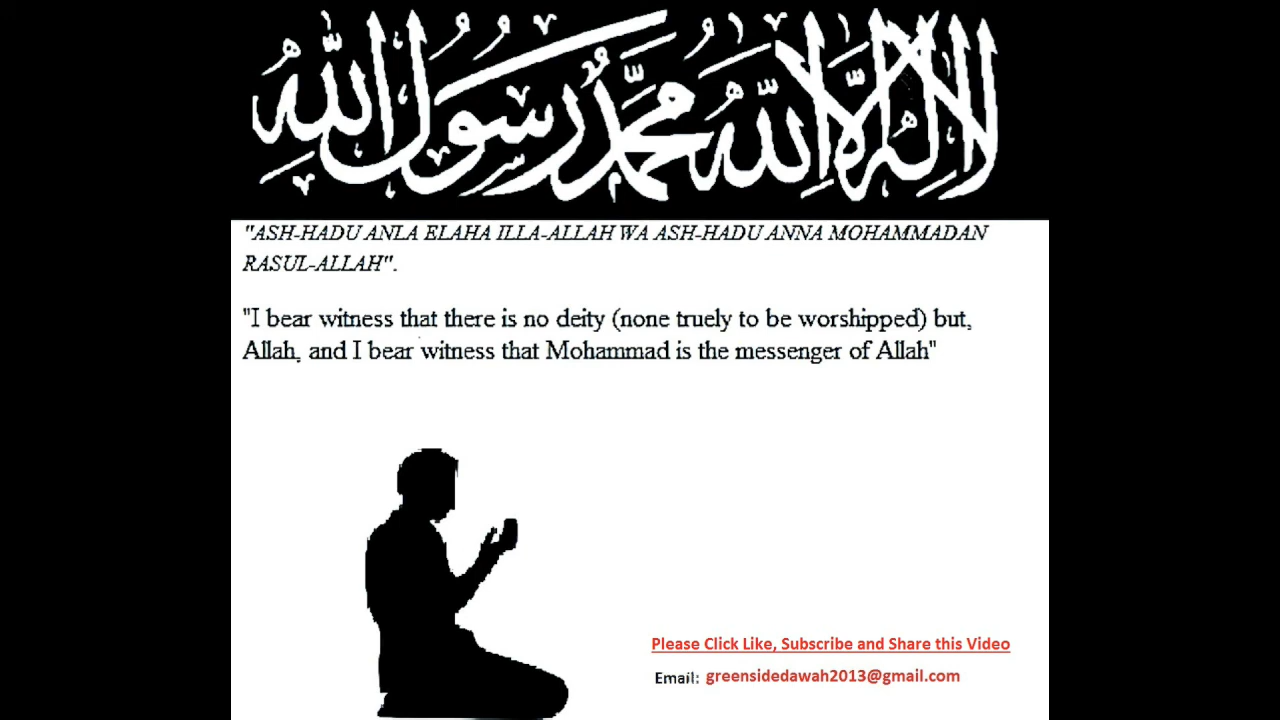 لا إله إلا الله محمد رسول الله
"ASH-HADU ANLA ELAHA ILLA-ALLAH WA ASH-HADU ANNA MOHAMMADAN
RASUL-ALLAH".
"I bear witness that there is no deity (none truely to be worshipped) but,
Allah, and I bear witness that Mohammad is the messenger of Allah"
Please Click Like, Subscribe and Share this Video
Email: greensidedawah2013@gmail.com